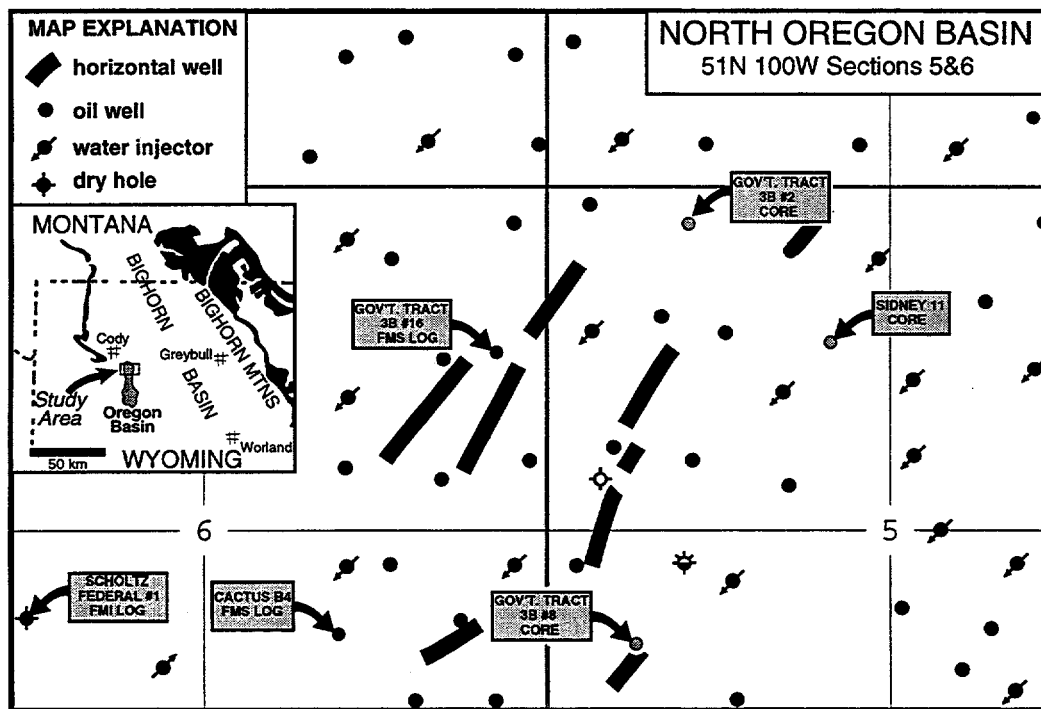 MAP EXPLANATION
horizontal well
oil well
water injector
dry hole
NORTH OREGON BASIN
51N 100W Sections 5&6
GOV'T. TRACT
3B #2
CORE
MONTANA
BIGHORN
BASIN
BIGHORN MTNS
Cody
Greybull
Study
Area
Oregon
Basin
Worland
50 km
WYOMING
GOV'T. TRACT
3B #16
FMS LOG
SIDNEY 11
CORE
6
5
SCHOLTZ
FEDERAL #1
FMI LOG
CACTUS B4
FMS LOG
GOV'T. TRACT
3B #8
CORE